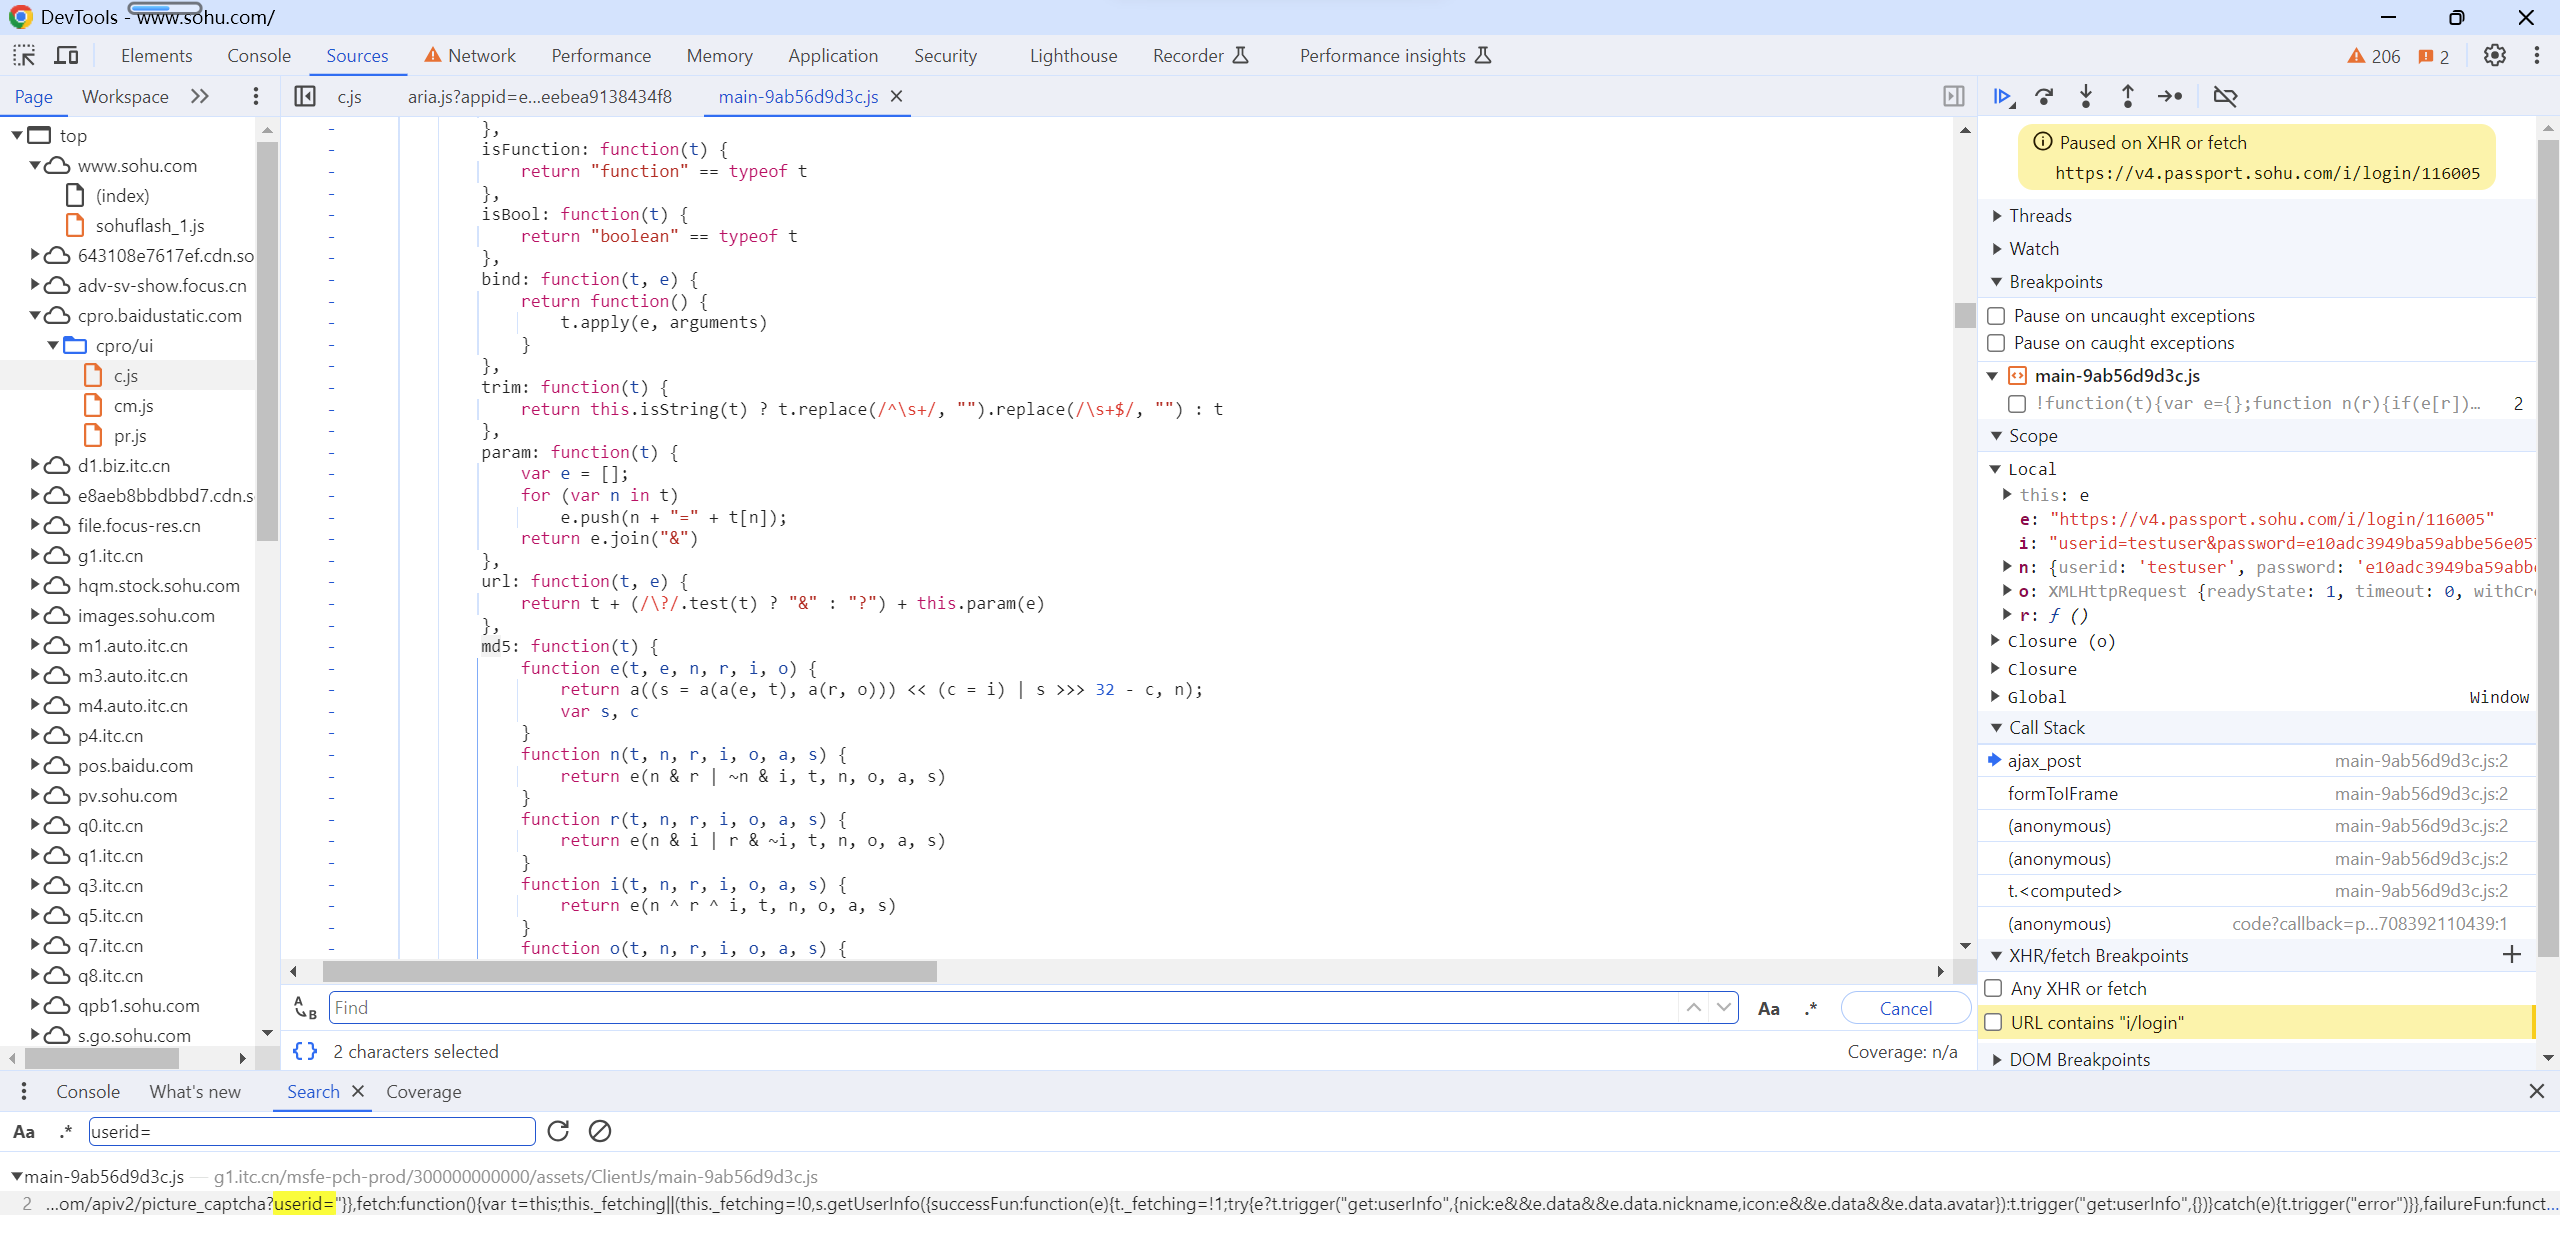 DevTools - www.sohu.com/
Elements Console Sources Network Performance Memory Application Security Lighthouse Recorder Performance insights 206 2
Page Workspace
c.js aria.js?appid=e...eebea9138434f8 main-9ab56d9d3c.js
top
www.sohu.com
(index)
sohuflash_1.js
643108e7617ef.cdn.so
adv-sv-show.focus.cn
cpro.baidustatic.com
cpro/ui
c.js
cm.js
pr.js
d1.biz.itc.cn
e8aeb8bbdbbd7.cdn.s
file.focus-res.cn
g1.itc.cn
hqm.stock.sohu.com
images.sohu.com
m1.auto.itc.cn
m3.auto.itc.cn
m4.auto.itc.cn
p4.itc.cn
pos.baidu.com
pv.sohu.com
q0.itc.cn
q1.itc.cn
q3.itc.cn
q5.itc.cn
q7.itc.cn
q8.itc.cn
qpb1.sohu.com
s.go.sohu.com
},
isFunction: function(t) {
return "function" == typeof t
},
isBool: function(t) {
return "boolean" == typeof t
},
bind: function(t, e) {
return function() {
t.apply(e, arguments)
}
},
trim: function(t) {
return this.isString(t) ? t.replace(/^\s+/, "").replace(/\s+$/, "") : t
},
param: function(t) {
var e = [];
for (var n in t)
e.push(n + "=" + t[n]);
return e.join("&")
},
url: function(t, e) {
return t + (/\?/.test(t) ? "&" : "?") + this.param(e)
},
md5: function(t) {
function e(t, e, n, r, i, o) {
return a((s = a(a(e, t), a(r, o))) << (c = i) | s >>> 32 - c, n);
var s, c
}
function n(t, n, r, i, o, a, s) {
return e(n & r | ~n & i, t, n, o, a, s)
}
function r(t, n, r, i, o, a, s) {
return e(n & i | r & ~i, t, n, o, a, s)
}
function i(t, n, r, i, o, a, s) {
return e(n ^ r ^ i, t, n, o, a, s)
}
function o(t, n, r, i, o, a, s) {
Find
Aa .* Cancel
{} 2 characters selected Coverage: n/a
Paused on XHR or fetch
https://v4.passport.sohu.com/i/login/116005
Threads
Watch
Breakpoints
Pause on uncaught exceptions
Pause on caught exceptions
main-9ab56d9d3c.js
!function(t){var e={};function n(r){if(e[r])... 2
Scope
Local
this: e
e: "https://v4.passport.sohu.com/i/login/116005"
i: "userid=testuser&password=e10adc3949ba59abbe56e05
n: {userid: 'testuser', password: 'e10adc3949ba59abb
o: XMLHttpRequest {readyState: 1, timeout: 0, withCr
r: ƒ ()
Closure (o)
Closure
Global Window
Call Stack
ajax_post main-9ab56d9d3c.js:2
formToIFrame main-9ab56d9d3c.js:2
(anonymous) main-9ab56d9d3c.js:2
(anonymous) main-9ab56d9d3c.js:2
t.<computed> main-9ab56d9d3c.js:2
(anonymous) code?callback=p...708392110439:1
XHR/fetch Breakpoints
Any XHR or fetch
URL contains "i/login"
DOM Breakpoints
Console What's new Search Coverage
Aa .* userid=
main-9ab56d9d3c.js — g1.itc.cn/msfe-pch-prod/300000000000/assets/ClientJs/main-9ab56d9d3c.js
2 ...om/apiv2/picture_captcha?userid="}},fetch:function(){var t=this;this._fetching||(this._fetching=!0,s.getUserInfo({successFun:function(e){t._fetching=!1;try{e?t.trigger("get:userInfo",{nick:e&&e.data&&e.data.nickname,icon:e&&e.data&&e.data.avatar}):t.trigger("get:userInfo",{})}catch(e){t.trigger("error")}},failureFun:funct...